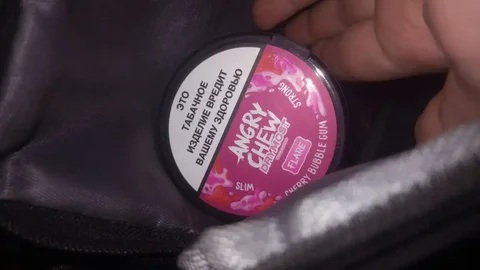 ЭТО
ТАБАЧНОЕ
ИЗДЕЛИЕ ВРЕДИТ
ВАШЕМУ ЗДОРОВЬЮ
STRONG
ANGRY
CHEW
FLARE
SLIM
CHERRY BUBBLE GUM